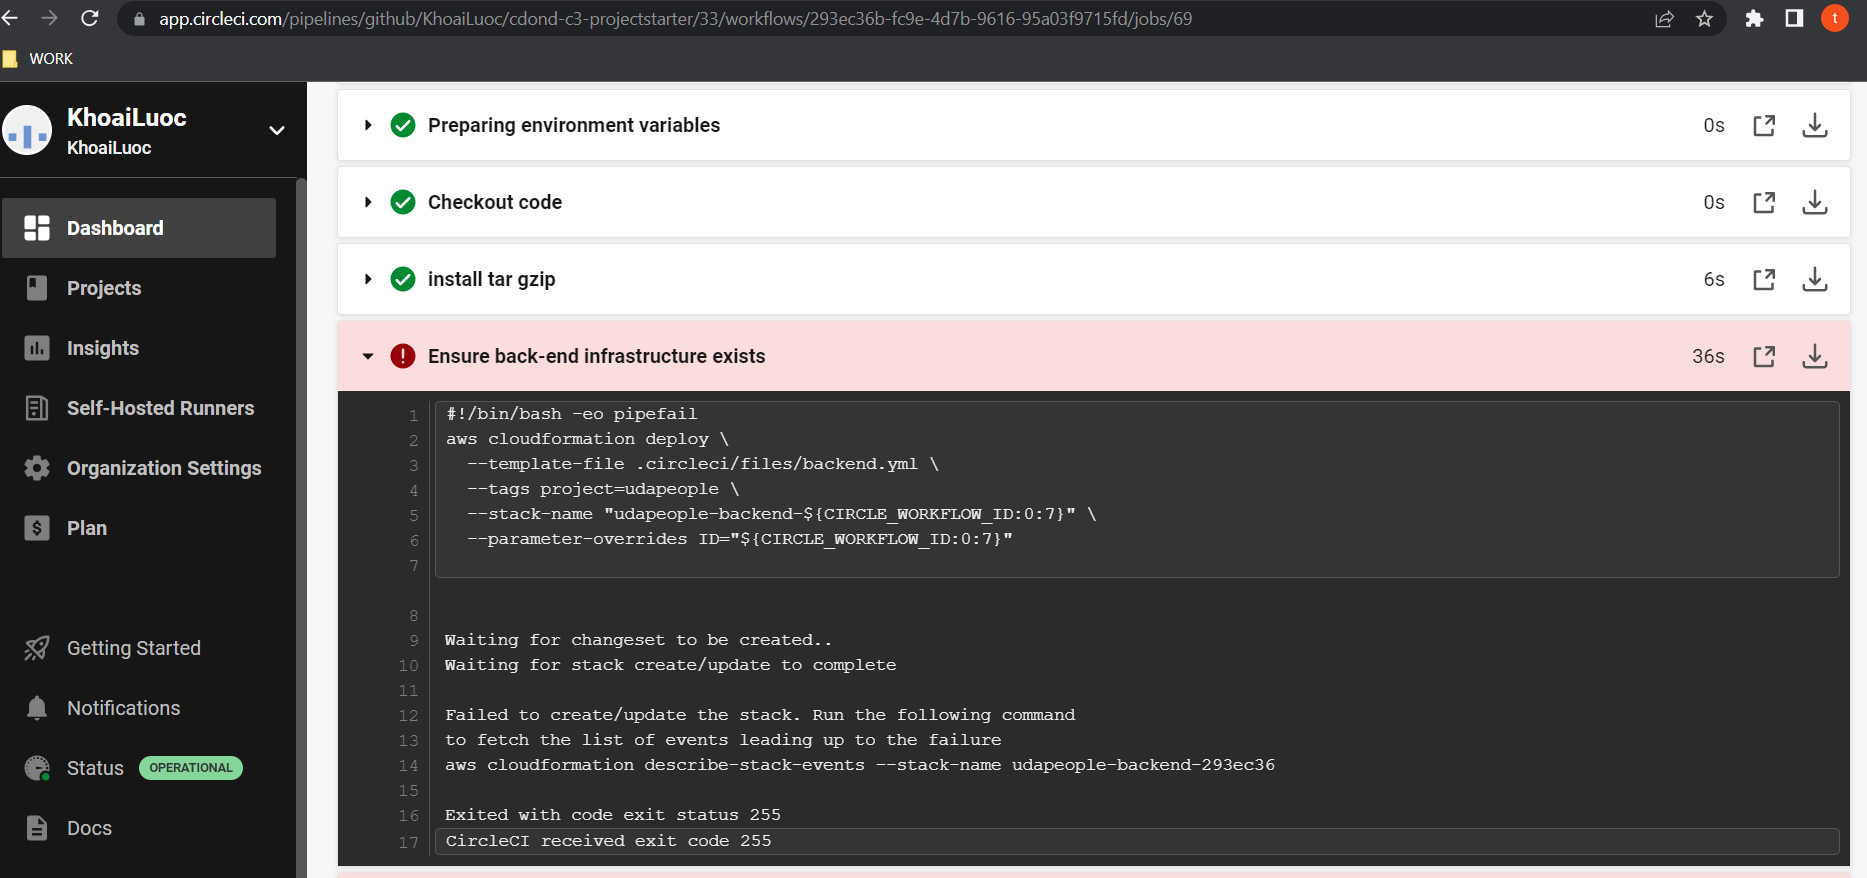 app.circleci.com/pipelines/github/KhoaiLuoc/cdond-c3-projectstarter/33/workflows/293ec36b-fc9e-4d7b-9616-95a03f9715fd/jobs/69
t
WORK
KhoaiLuoc
KhoaiLuoc
Dashboard
Projects
Insights
Self-Hosted Runners
Organization Settings
Plan
Getting Started
Notifications
Status OPERATIONAL
Docs
Preparing environment variables 0s
Checkout code 0s
install tar gzip 6s
Ensure back-end infrastructure exists 36s
1 #!/bin/bash -eo pipefail
2 aws cloudformation deploy \
3 --template-file .circleci/files/backend.yml \
4 --tags project=udapeople \
5 --stack-name "udapeople-backend-${CIRCLE_WORKFLOW_ID:0:7}" \
6 --parameter-overrides ID="${CIRCLE_WORKFLOW_ID:0:7}"
7
8
9 Waiting for changeset to be created..
10 Waiting for stack create/update to complete
11
12 Failed to create/update the stack. Run the following command
13 to fetch the list of events leading up to the failure
14 aws cloudformation describe-stack-events --stack-name udapeople-backend-293ec36
15
16 Exited with code exit status 255
17 CircleCI received exit code 255